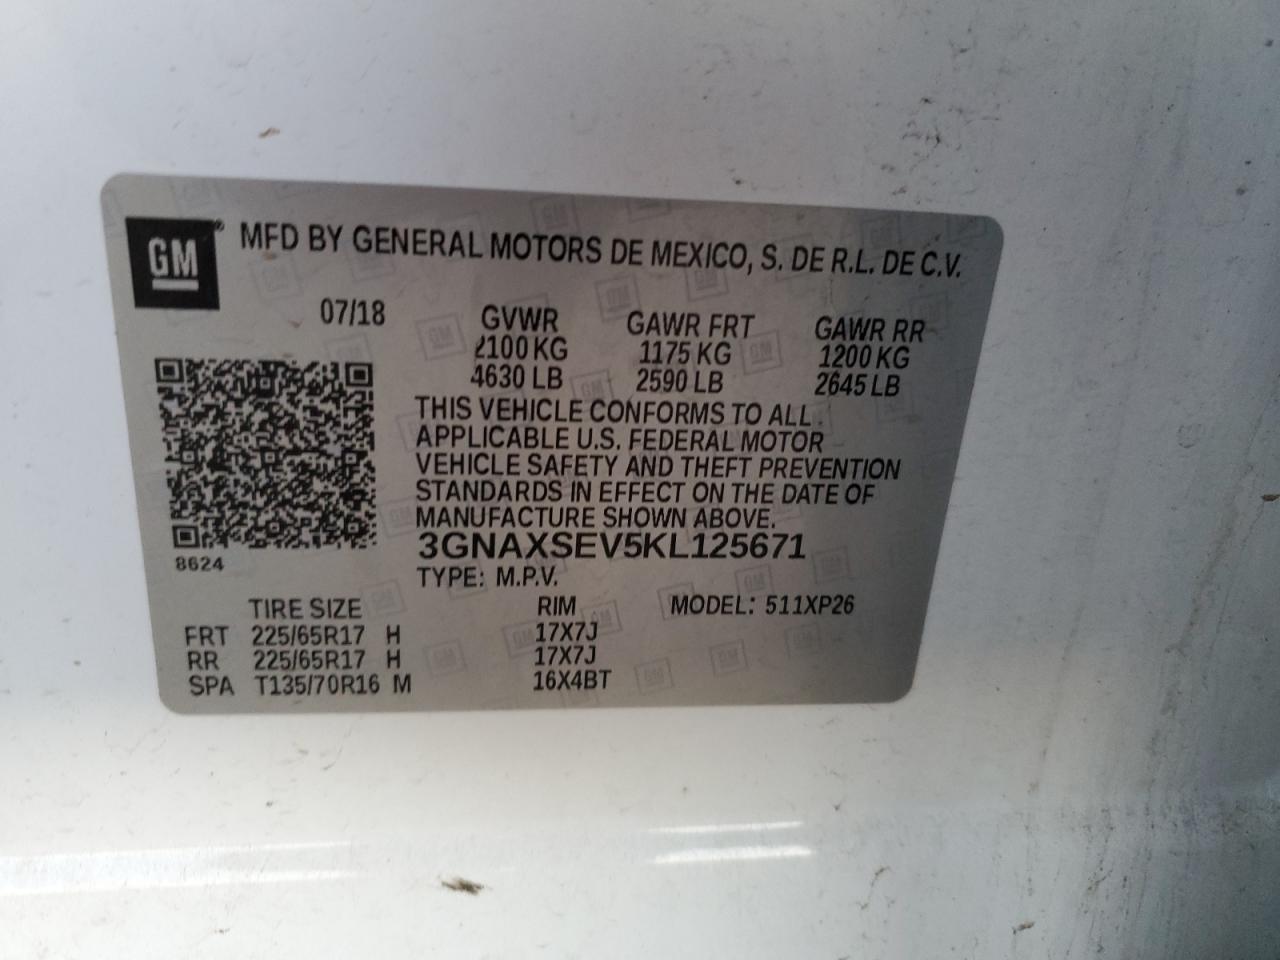 GM® MFD BY GENERAL MOTORS DE MEXICO, S. DE R.L. DE C.V.
07/18 GVWR GAWR FRT GAWR RR
2100 KG 1175 KG 1200 KG
4630 LB 2590 LB 2645 LB
THIS VEHICLE CONFORMS TO ALL
APPLICABLE U.S. FEDERAL MOTOR
VEHICLE SAFETY AND THEFT PREVENTION
STANDARDS IN EFFECT ON THE DATE OF
MANUFACTURE SHOWN ABOVE.
3GNAXSEV5KL125671
8624
TYPE: M.P.V.
TIRE SIZE RIM MODEL: 511XP26
FRT 225/65R17 H 17X7J
RR 225/65R17 H 17X7J
SPA T135/70R16 M 16X4BT